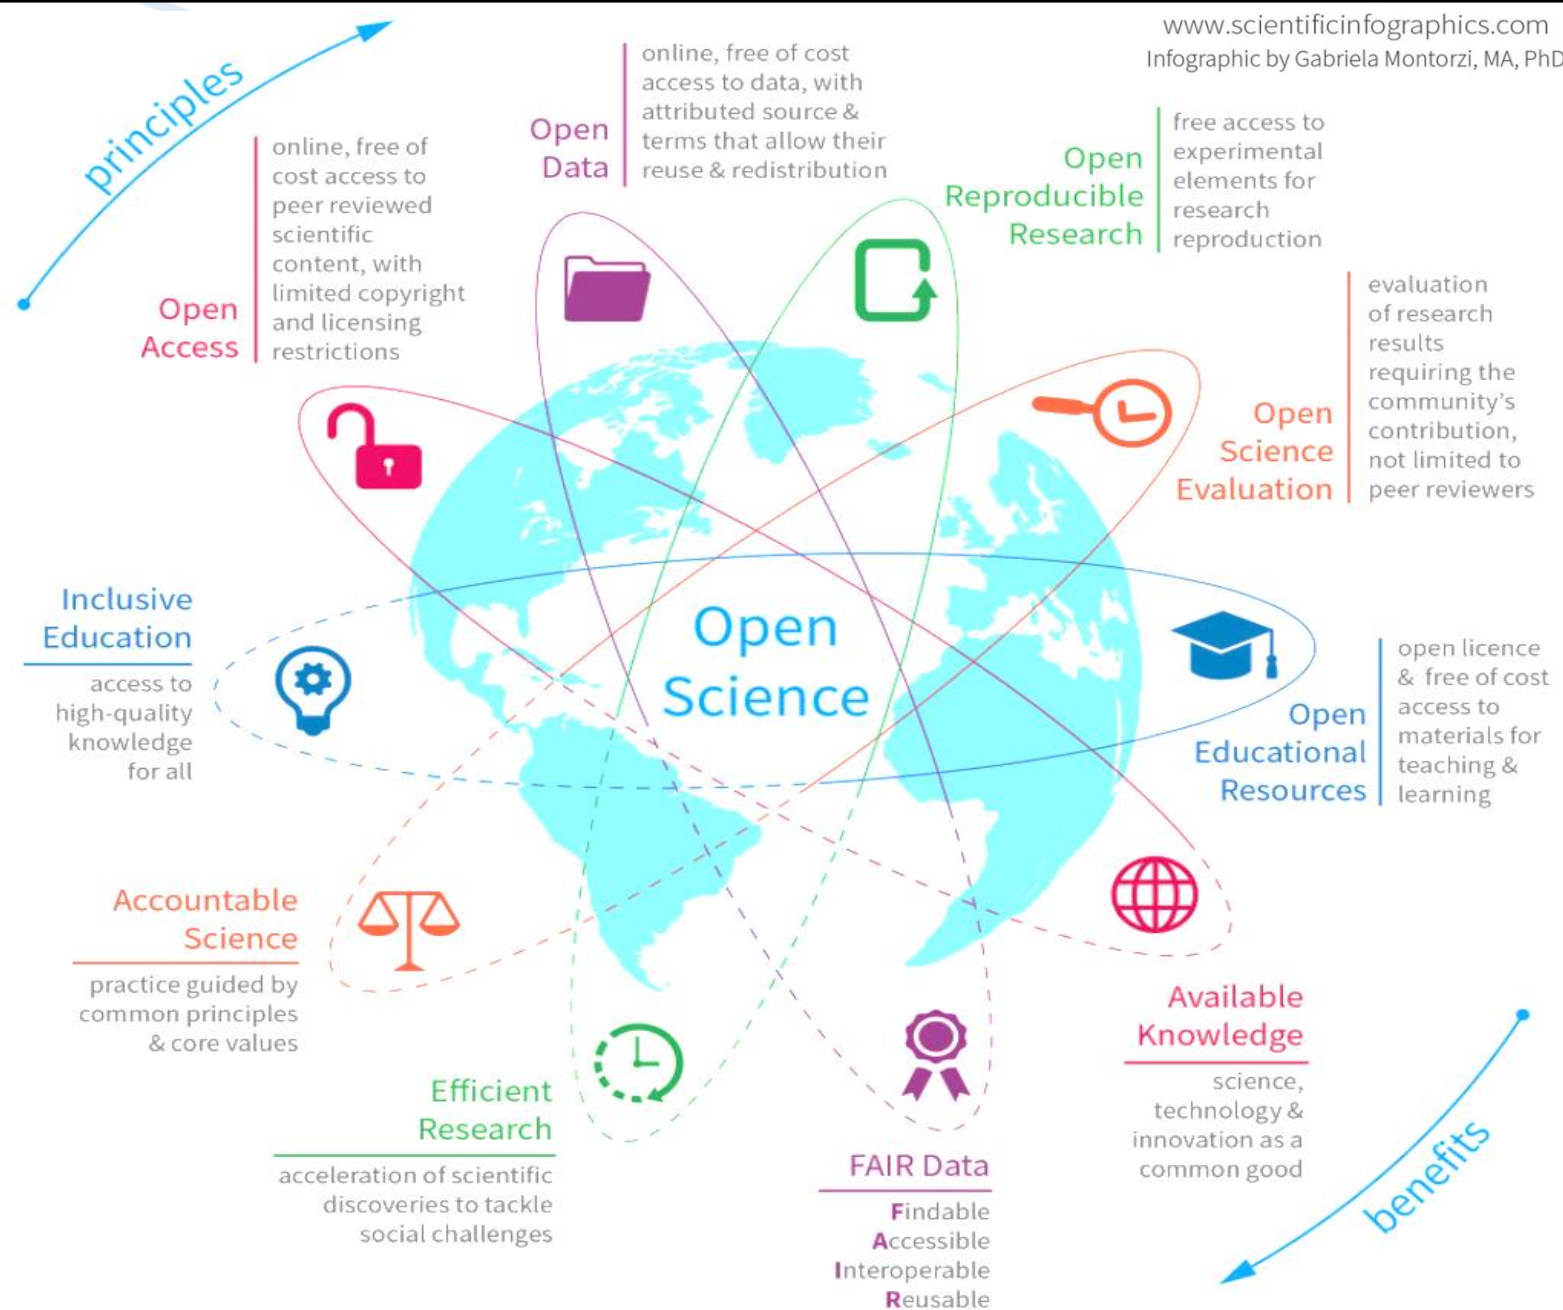 www.scientificinfographics.com
Infographic by Gabriela Montorzi, MA, PhD
principles
Open
Access
online, free of
cost access to
peer reviewed
scientific
content, with
limited copyright
and licensing
restrictions
Open
Data
online, free of cost
access to data, with
attributed source &
terms that allow their
reuse & redistribution
Open
Reproducible
Research
free access to
experimental
elements for
research
reproduction
Open
Science
Evaluation
evaluation
of research
results
requiring the
community's
contribution,
not limited to
peer reviewers
Open
Educational
Resources
open licence
& free of cost
access to
materials for
teaching &
learning
Open
Science
Inclusive
Education
access to
high-quality
knowledge
for all
Accountable
Science
practice guided by
common principles
& core values
Efficient
Research
acceleration of scientific
discoveries to tackle
social challenges
FAIR Data
Findable
Accessible
Interoperable
Reusable
Available
Knowledge
science,
technology &
innovation as a
common good
benefits